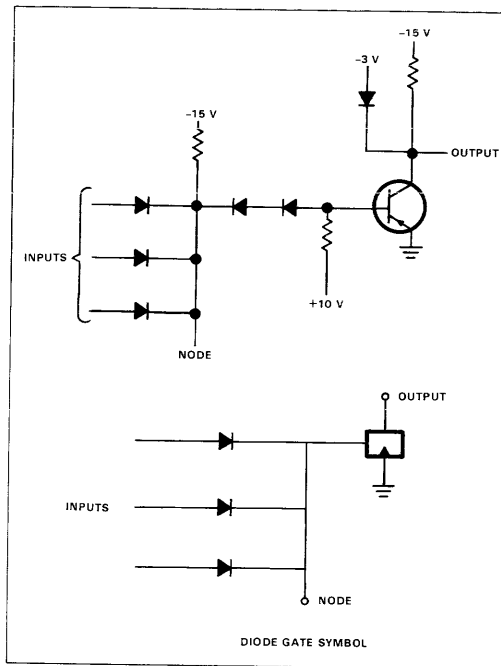 -15 V
-3 V
-15 V
OUTPUT
INPUTS
+10 V
NODE
OUTPUT
INPUTS
NODE
DIODE GATE SYMBOL